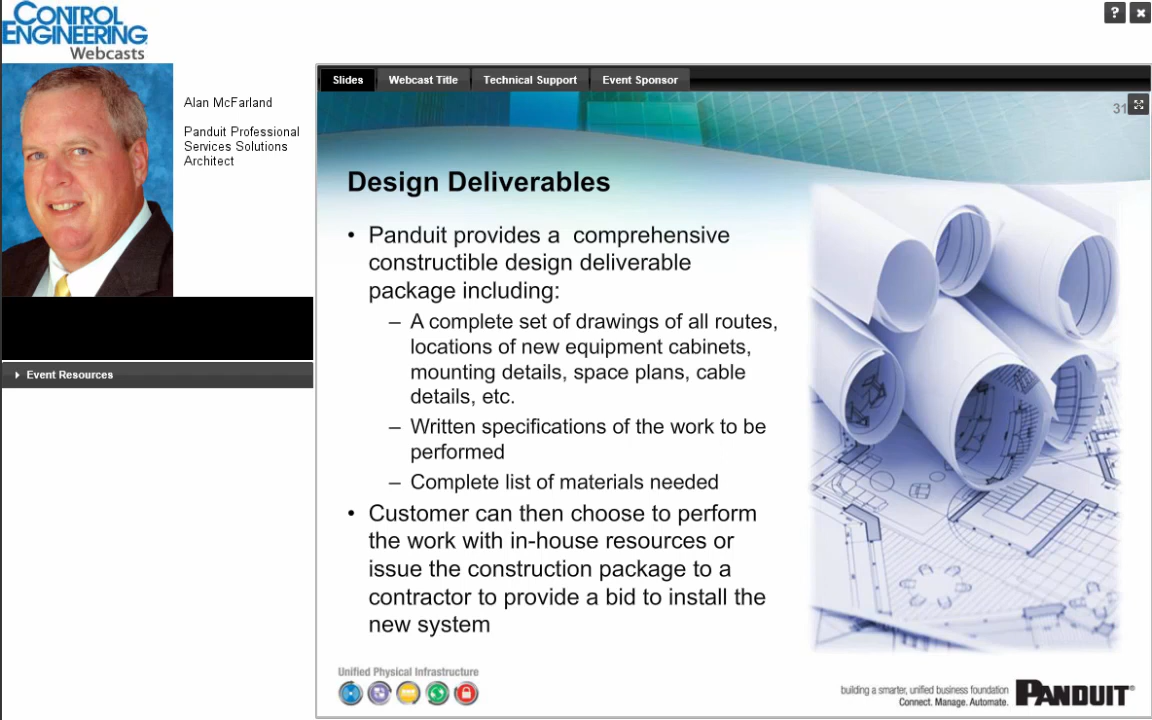 CONTROL
ENGINEERING
Webcasts
?
Alan McFarland
Panduit Professional
Services Solutions
Architect
Event Resources
Slides
Webcast Title
Technical Support
Event Sponsor
31
Design Deliverables
• Panduit provides a comprehensive
constructible design deliverable
package including:
– A complete set of drawings of all routes,
locations of new equipment cabinets,
mounting details, space plans, cable
details, etc.
– Written specifications of the work to be
performed
– Complete list of materials needed
• Customer can then choose to perform
the work with in-house resources or
issue the construction package to a
contractor to provide a bid to install the
new system
Unified Physical Infrastructure
building a smarter, unified business foundation
Connect. Manage. Automate.
PANDUIT®